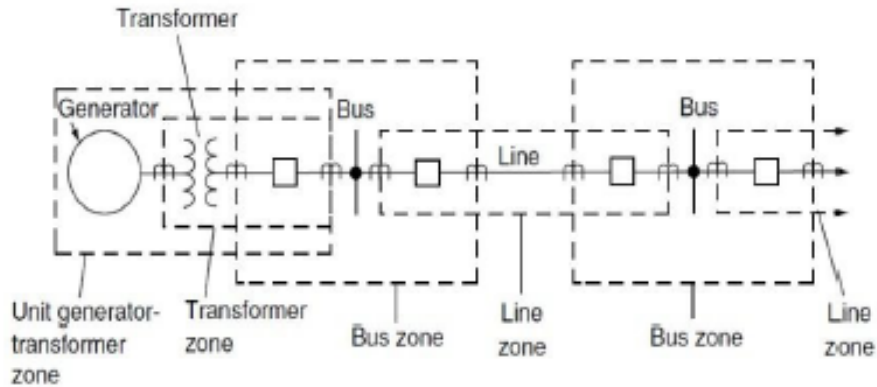 Transformer
Generator
Bus
Bus
Line
Unit generator-
transformer
zone
Transformer
zone
Bus zone
Line
zone
Bus zone
Line
zone